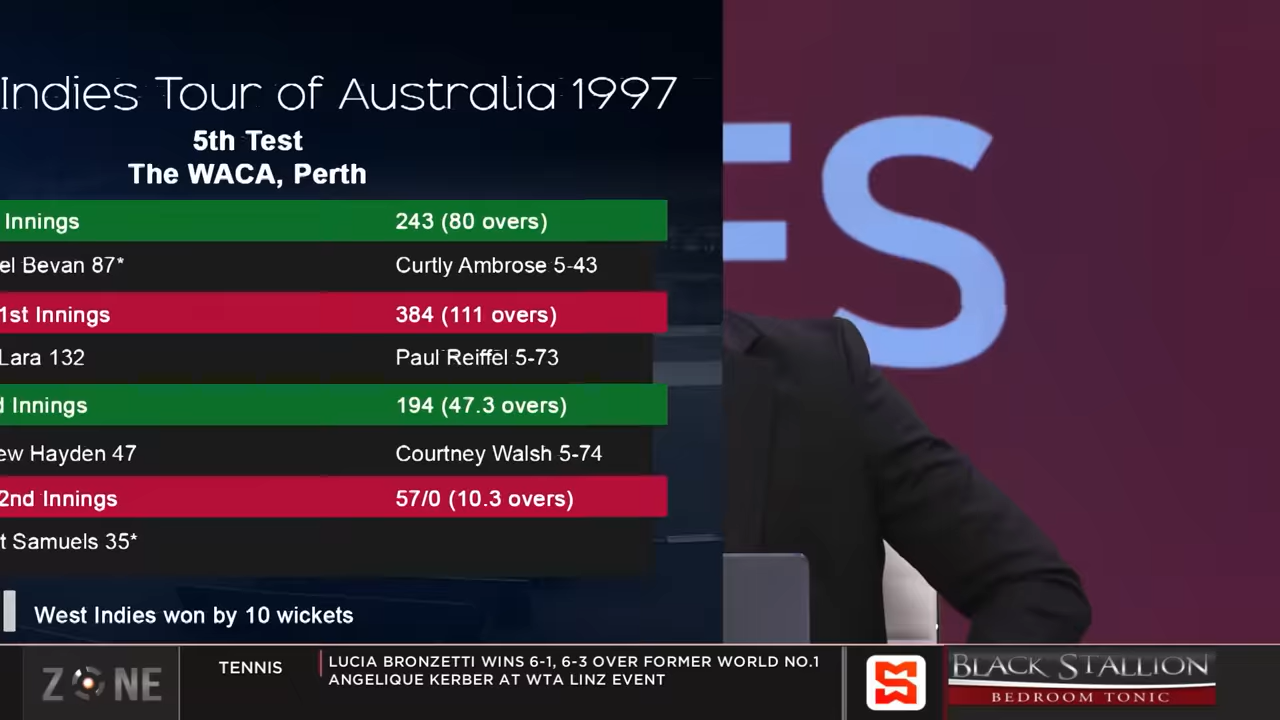 Indies Tour of Australia 1997
5th Test
The WACA, Perth
Innings 243 (80 overs)
el Bevan 87* Curtly Ambrose 5-43
1st Innings 384 (111 overs)
Lara 132 Paul Reiffel 5-73
d Innings 194 (47.3 overs)
ew Hayden 47 Courtney Walsh 5-74
2nd Innings 57/0 (10.3 overs)
t Samuels 35*
West Indies won by 10 wickets
FS
ZONE
TENNIS
LUCIA BRONZETTI WINS 6-1, 6-3 OVER FORMER WORLD NO.1
ANGELIQUE KERBER AT WTA LINZ EVENT
BLACK STALLION
BEDROOM TONIC